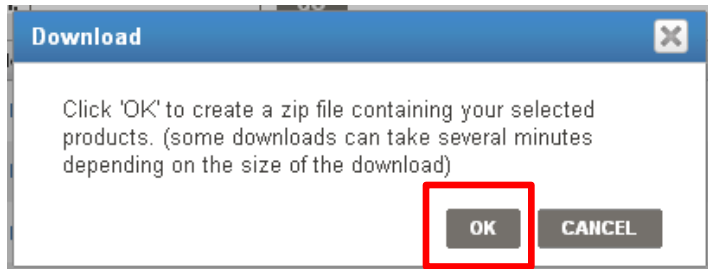 Download
Click 'OK' to create a zip file containing your selected
products. (some downloads can take several minutes
depending on the size of the download)
OK CANCEL